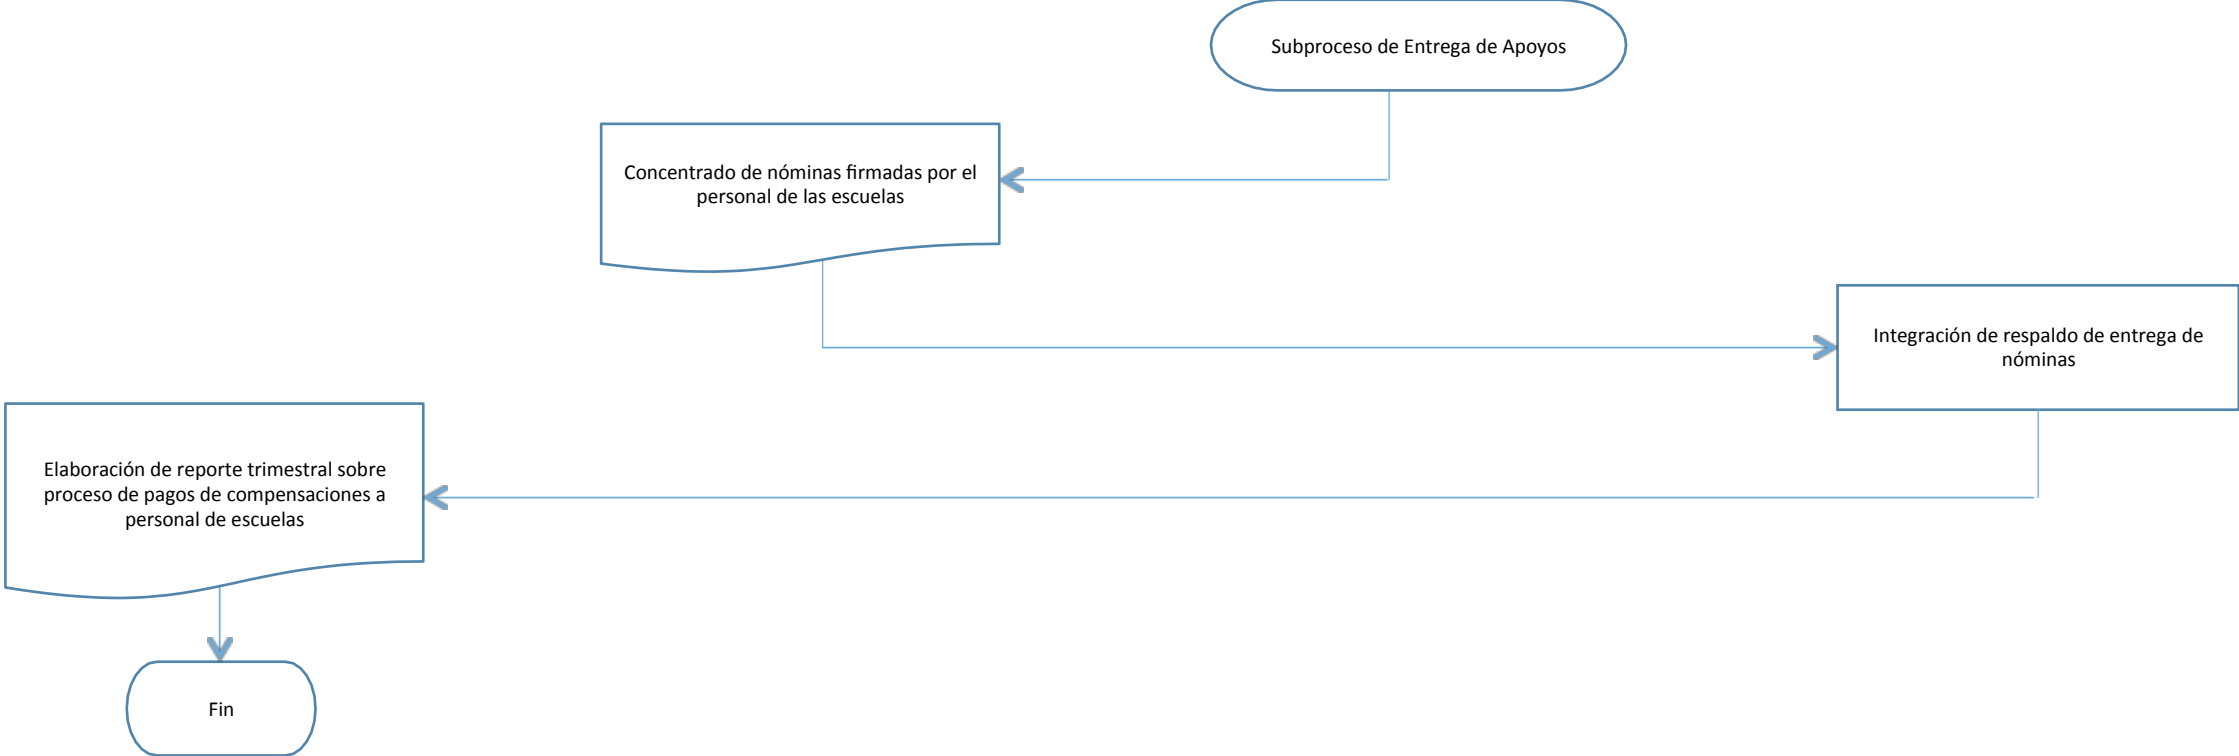 Subproceso de Entrega de Apoyos
Concentrado de nóminas firmadas por el
personal de las escuelas
Integración de respaldo de entrega de
nóminas
Elaboración de reporte trimestral sobre
proceso de pagos de compensaciones a
personal de escuelas
Fin